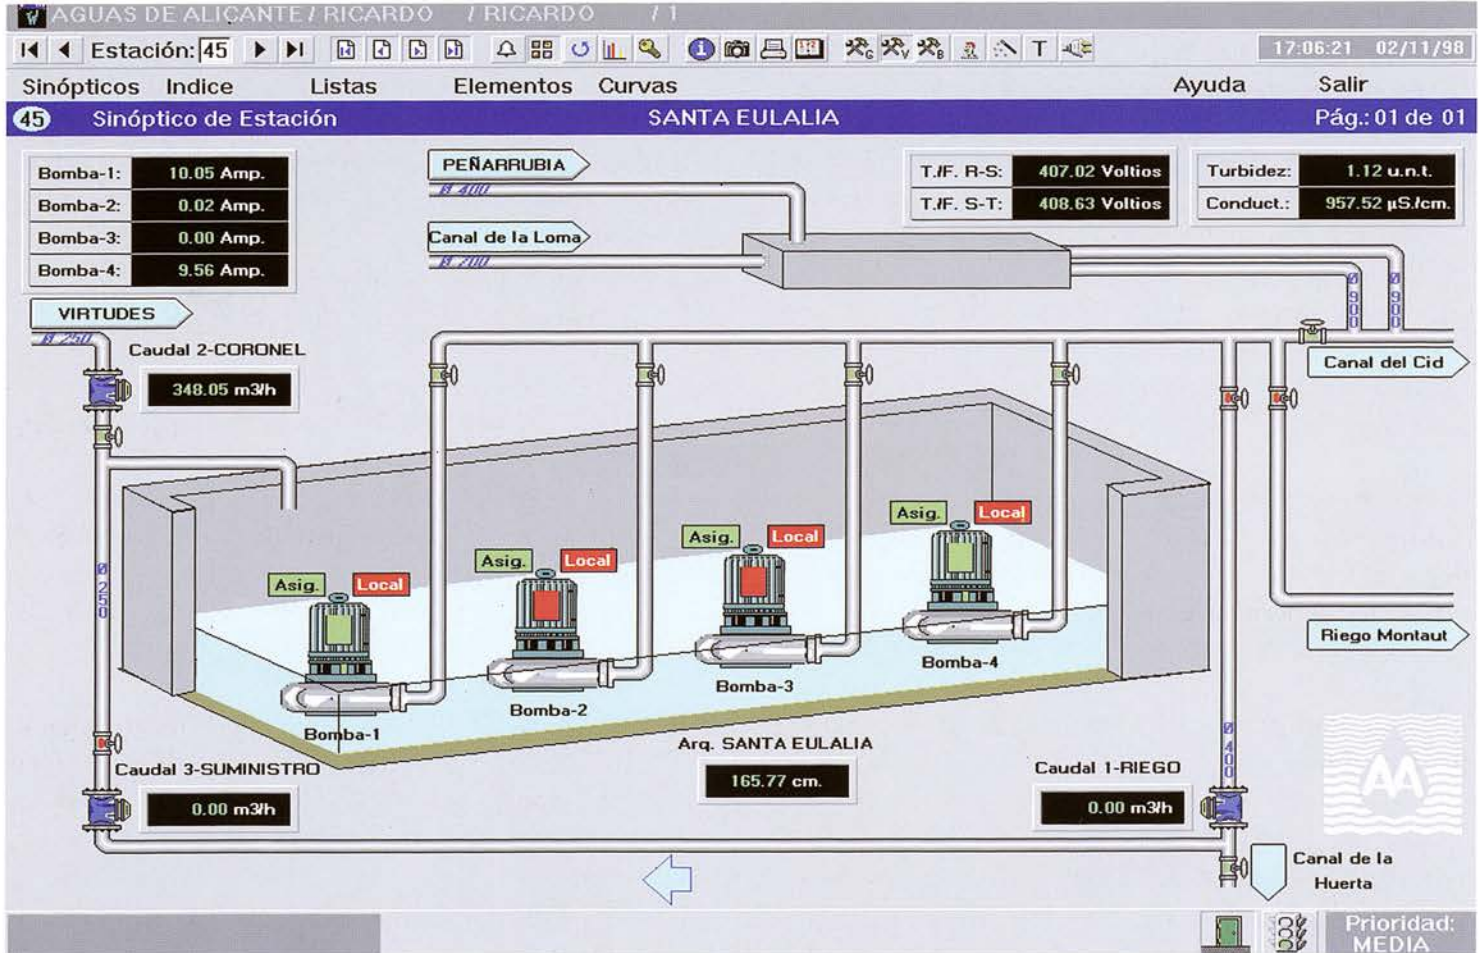 AGUAS DE ALICANTE / RICARDO / RICARDO / 1
Estación: 45
T
17:06:21 02/11/98
Sinópticos Indice Listas Elementos Curvas Ayuda Salir
45 Sinóptico de Estación SANTA EULALIA Pág.: 01 de 01
Bomba-1: 10.05 Amp.
Bomba-2: 0.02 Amp.
Bomba-3: 0.00 Amp.
Bomba-4: 9.56 Amp.
PEÑARRUBIA
Ø 400
Canal de la Loma
Ø 700
T./F. R-S: 407.02 Voltios
T./F. S-T: 408.63 Voltios
Turbidez: 1.12 u.n.t.
Conduct.: 957.52 µS./cm.
Ø 900
Ø 900
VIRTUDES
Ø 250
Caudal 2-CORONEL
348.05 m3/h
Canal del Cid
Asig. Local
Asig. Local
Asig. Local
Asig. Local
Ø 250
Bomba-1
Bomba-2
Bomba-3
Bomba-4
Riego Montaut
Arq. SANTA EULALIA
165.77 cm.
Caudal 3-SUMINISTRO
0.00 m3/h
Caudal 1-RIEGO
0.00 m3/h
Ø 400
AA
Canal de la
Huerta
Prioridad:
MEDIA